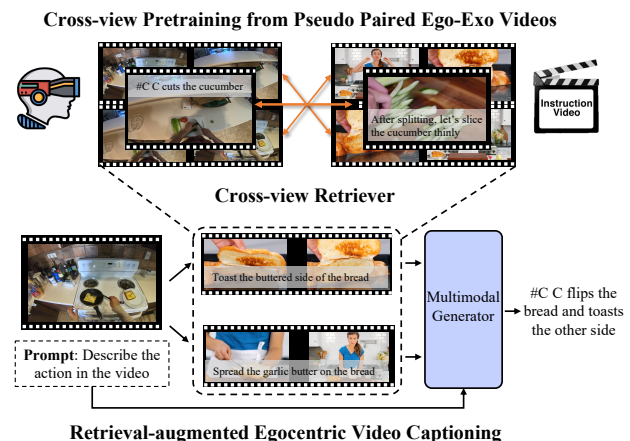 Cross-view Pretraining from Pseudo Paired Ego-Exo Videos
#C C cuts the cucumber
After splitting, let's slice
the cucumber thinly
Instruction
Video
Cross-view Retriever
Toast the buttered side of the bread
Spread the garlic butter on the bread
Multimodal
Generator
#C C flips the
bread and toasts
the other side
Prompt: Describe the
action in the video
Retrieval-augmented Egocentric Video Captioning